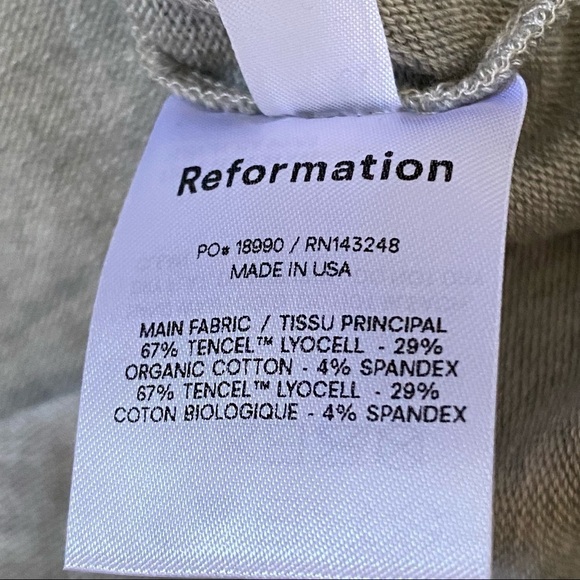 Reformation
PO# 18990 / RN143248
MADE IN USA
MAIN FABRIC / TISSU PRINCIPAL
67% TENCEL™ LYOCELL - 29%
ORGANIC COTTON - 4% SPANDEX
67% TENCEL™ LYOCELL - 29%
COTON BIOLOGIQUE - 4% SPANDEX